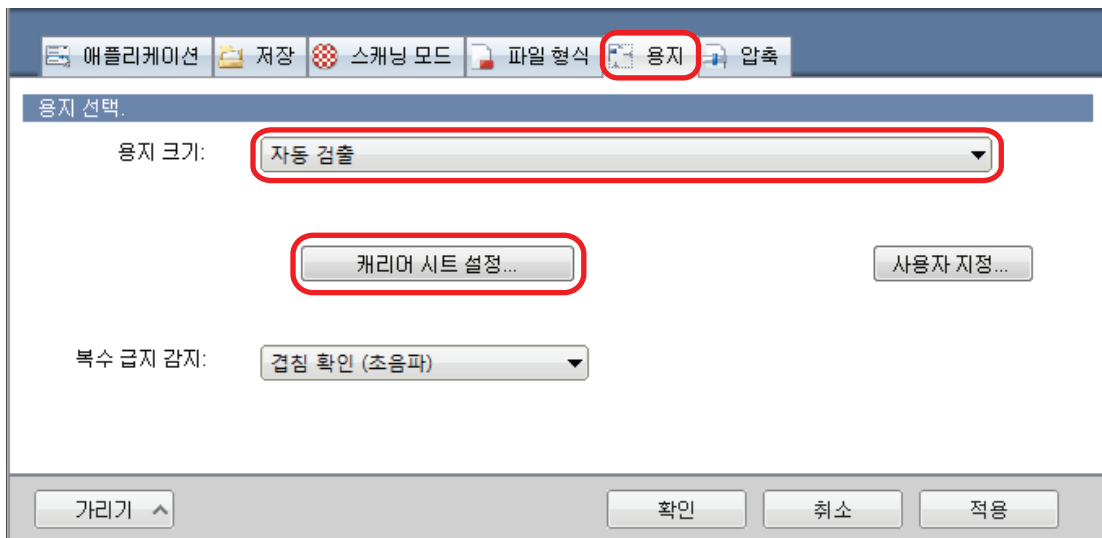 애플리케이션 저장 스캐닝 모드 파일 형식 용지 압축
용지 선택.
용지 크기: 자동 검출
캐리어 시트 설정... 사용자 지정...
복수 급지 감지: 겹침 확인 (초음파)
가리기 확인 취소 적용